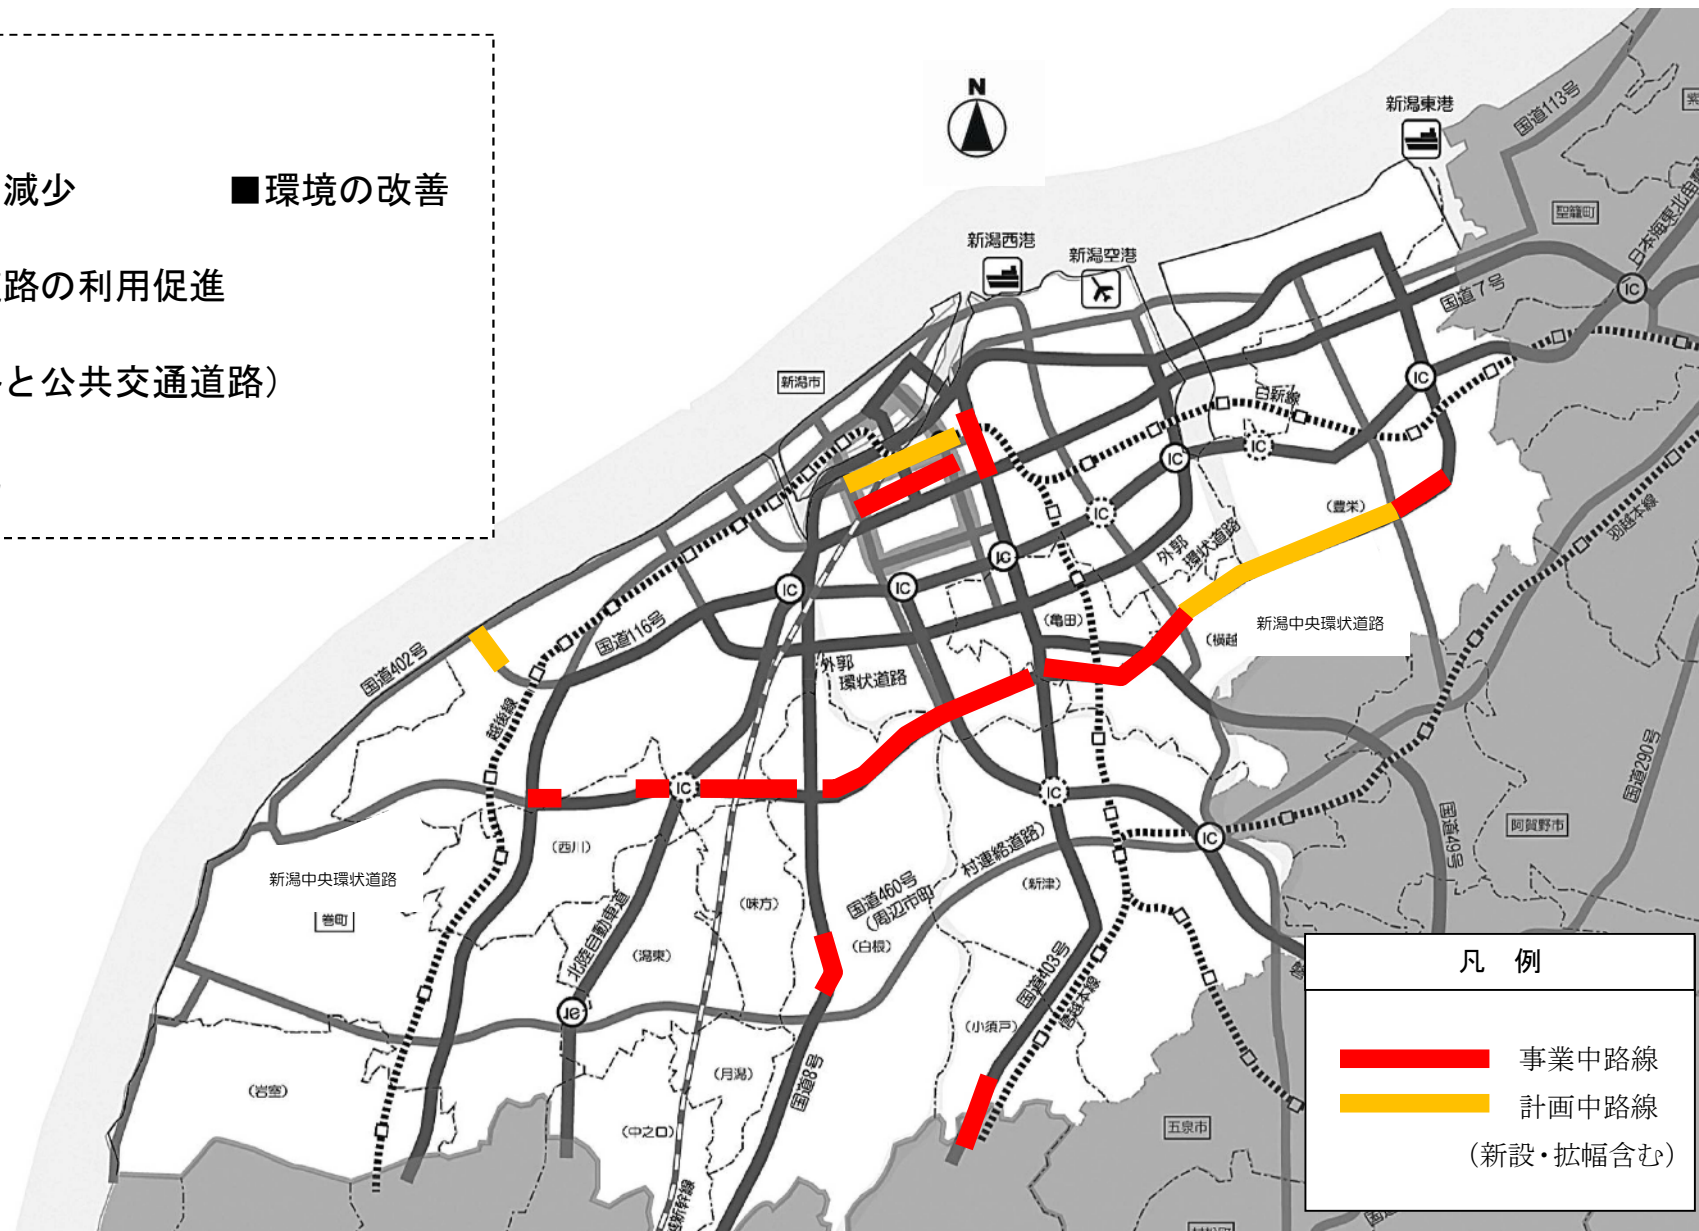 減少
■環境の改善
路の利用促進
と公共交通道路）
N
新潟東港
国道113号
聖籠町
日本海東北自
新潟西港
新潟空港
国道7号
IC
新潟市
IC
白新線
IC
IC
（豊栄）
羽越本線
IC
外郭
環状道路
IC
IC
IC
国道116号
（亀田）
（横越
新潟中央環状道路
国道402号
外郭
環状道路
越後線
国道290号
IC
IC
国道49号
阿賀野市
IC
（西川）
村連絡道路）
新潟中央環状道路
（新津）
国道460号
（周辺市町
（味方）
巻町
北陸自動車道
（白根）
（潟東）
国道403号
信越本線
凡 例
（小須戸）
事業中路線
（月潟）
国道8号
（岩室）
計画中路線
五泉市
（中之口）
（新設・拡幅含む）
新幹線
国道